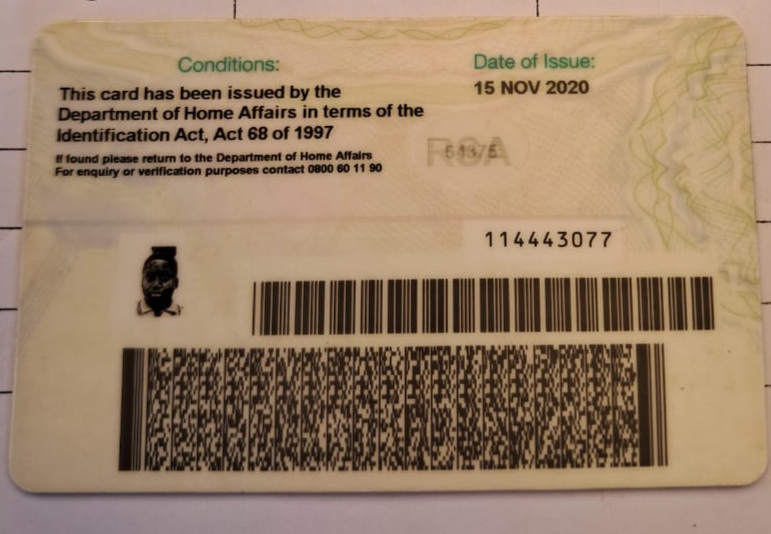 Conditions:
This card has been issued by the
Department of Home Affairs in terms of the
Identification Act, Act 68 of 1997
If found please return to the Department of Home Affairs
For enquiry or verification purposes contact 0800 60 11 90
Date of Issue:
15 NOV 2020
RSA
114443077